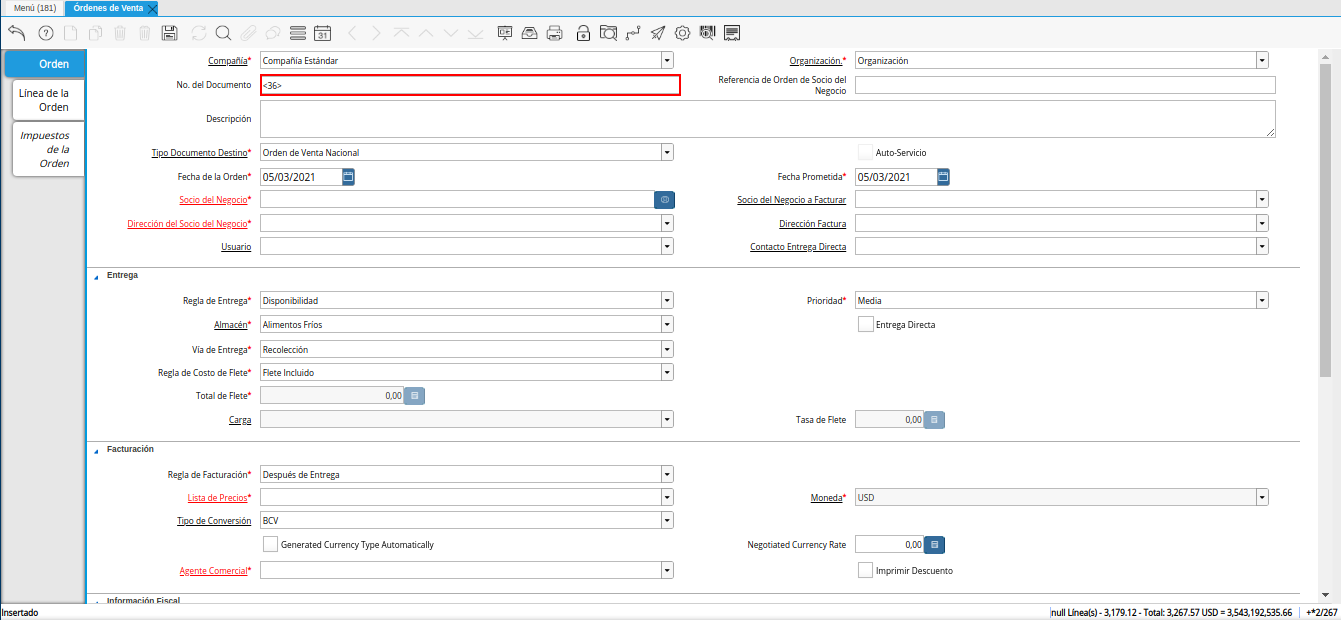 Menú (181)
Órdenes de Venta
31
Orden
Línea de la
Orden
Impuestos
de la
Orden
Compañía* Compañía Estándar
Organización.* Organización
No. del Documento <36>
Referencia de Orden de Socio del
Negocio
Descripción
Tipo Documento Destino* Orden de Venta Nacional
Auto-Servicio
Fecha de la Orden* 05/03/2021
Fecha Prometida* 05/03/2021
Socio del Negocio*
Socio del Negocio a Facturar
Dirección del Socio del Negocio*
Dirección Factura
Usuario
Contacto Entrega Directa
Entrega
Regla de Entrega* Disponibilidad
Prioridad* Media
Almacén* Alimentos Fríos
Entrega Directa
Vía de Entrega* Recolección
Regla de Costo de Flete* Flete Incluido
Total de Flete* 0,00
Carga
Tasa de Flete 0,00
Facturación
Regla de Facturación* Después de Entrega
Lista de Precios*
Moneda* USD
Tipo de Conversión BCV
Generated Currency Type Automatically
Negotiated Currency Rate 0,00
Agente Comercial*
Imprimir Descuento
Información Fiscal
Insertado
null Línea(s) - 3,179.12 - Total: 3,267.57 USD = 3,543,192,535.66
+*2/267